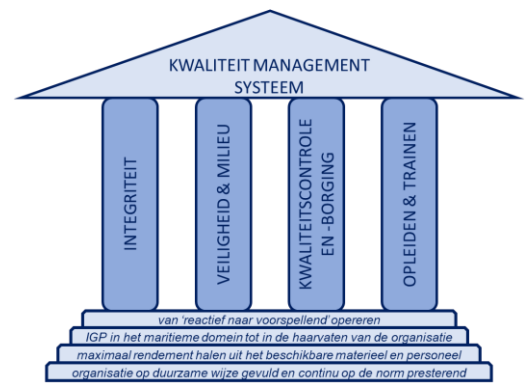 KWALITEIT MANAGEMENT
SYSTEEM
INTEGRITEIT
VEILIGHEID & MILIEU
KWALITEITSCONTROLE
EN -BORGING
OPLEIDEN & TRAINEN
van ‘reactief naar voorspellend’ opereren
IGP in het maritieme domein tot in de haarvaten van de organisatie
maximaal rendement halen uit het beschikbare materieel en personeel
organisatie op duurzame wijze gevuld en continu op de norm presterend